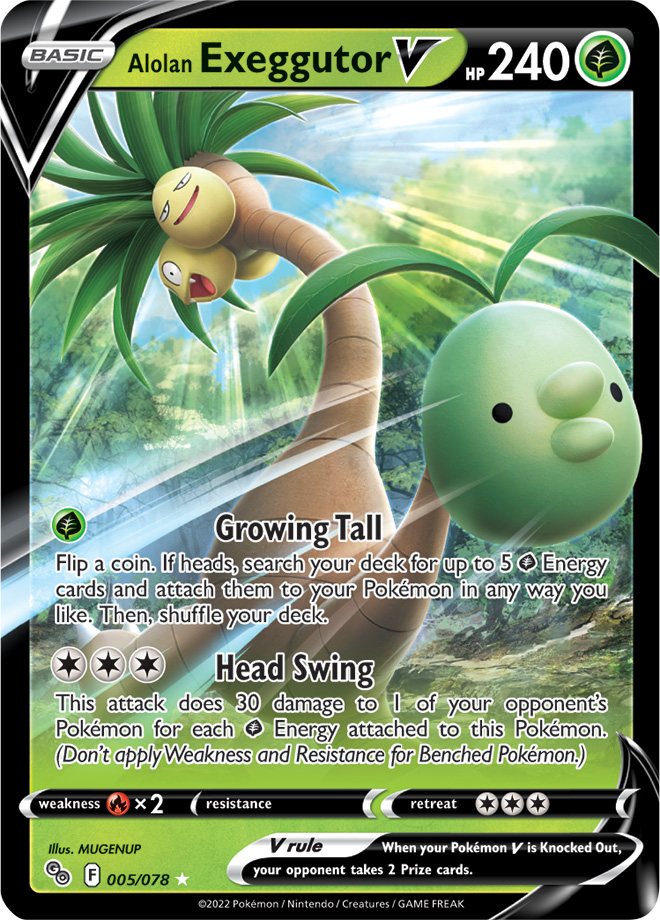 BASIC
Alolan Exeggutor V HP 240
Growing Tall
Flip a coin. If heads, search your deck for up to 5 Energy
cards and attach them to your Pokémon in any way you
like. Then, shuffle your deck.
Head Swing
This attack does 30 damage to 1 of your opponent's
Pokémon for each Energy attached to this Pokémon.
(Don't apply Weakness and Resistance for Benched Pokémon.)
weakness ×2 resistance retreat
Illus. MUGENUP
V rule When your Pokémon V is Knocked Out,
your opponent takes 2 Prize cards.
GO F 005/078
©2022 Pokémon / Nintendo / Creatures / GAME FREAK